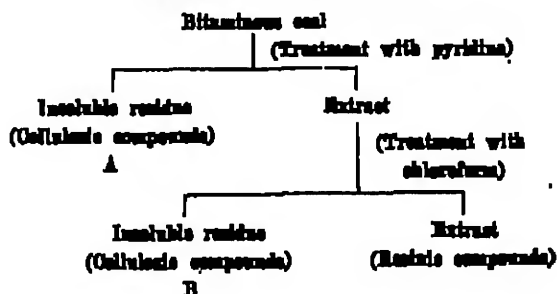 Bituminous coal
(Treatment with pyridine)
Insoluble residue
(Cellulosic compounds)
A
Extract
(Treatment with
chloroform)
Insoluble residue
(Cellulosic compounds)
B
Extract
(Resinic compounds)